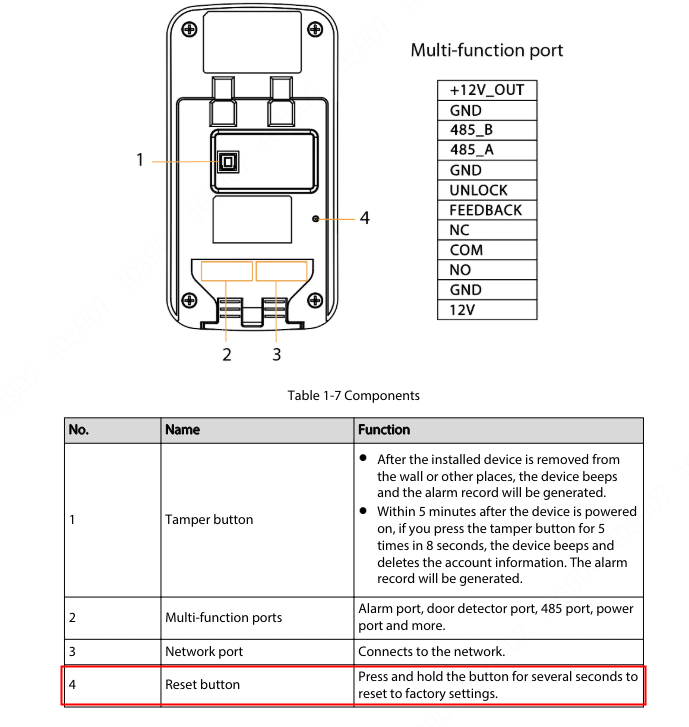 Multi-function port
+12V_OUT
GND
485_B
485_A
GND
UNLOCK
FEEDBACK
NC
COM
NO
GND
12V
1
4
2
3
Table 1-7 Components
No.
Name
Function
1
Tamper button
● After the installed device is removed from
the wall or other places, the device beeps
and the alarm record will be generated.
● Within 5 minutes after the device is powered
on, if you press the tamper button for 5
times in 8 seconds, the device beeps and
deletes the account information. The alarm
record will be generated.
2
Multi-function ports
Alarm port, door detector port, 485 port, power
port and more.
3
Network port
Connects to the network.
4
Reset button
Press and hold the button for several seconds to
reset to factory settings.